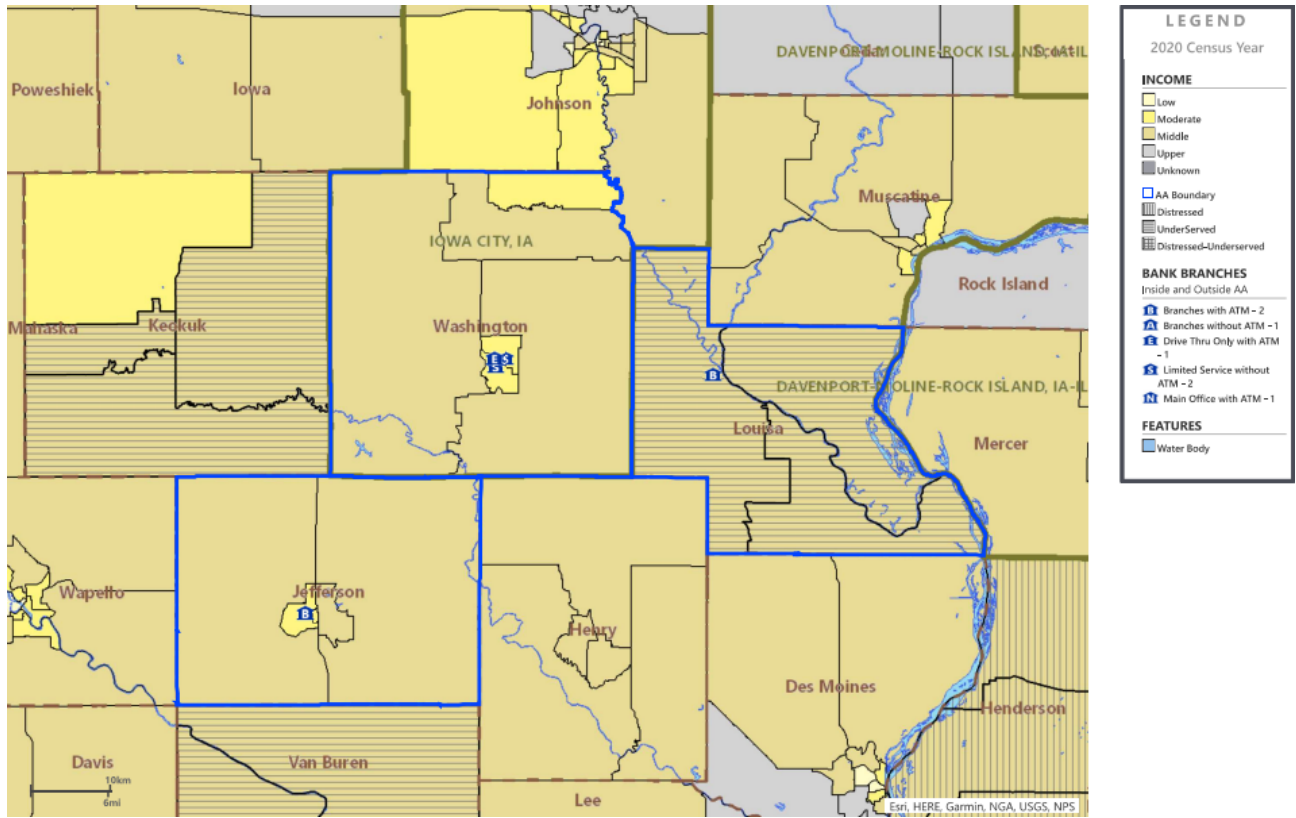 DAVENPORT-MOLINE-ROCK ISLAND, IA-IL
Scott
Poweshiek
Iowa
Johnson
Muscatine
IOWA CITY, IA
Rock Island
Mahaska
Keokuk
Washington
E S
S
B
DAVENPORT-MOLINE-ROCK ISLAND, IA-IL
Louisa
Mercer
Wapello
Jefferson
B
Henry
Des Moines
Henderson
Davis
Van Buren
10km
6mi
Lee
Esri, HERE, Garmin, NGA, USGS, NPS
LEGEND
2020 Census Year
INCOME
Low
Moderate
Middle
Upper
Unknown
AA Boundary
Distressed
UnderServed
Distressed-Underserved
BANK BRANCHES
Inside and Outside AA
B Branches with ATM - 2
A Branches without ATM - 1
E Drive Thru Only with ATM
- 1
S Limited Service without
ATM - 2
N Main Office with ATM - 1
FEATURES
Water Body